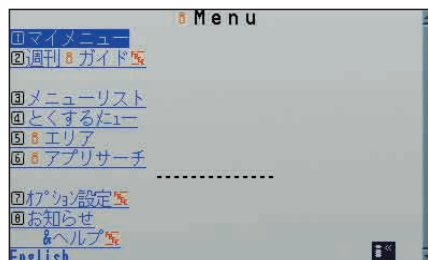 Menu
1マイメニュー
2週刊ガイド
3メニューリスト
4とくするﾒﾆｭｰ
5エリア
6アプリサーチ
--------------
7ｵﾌﾟｼｮﾝ設定
8お知らせ
&ヘルプ
English